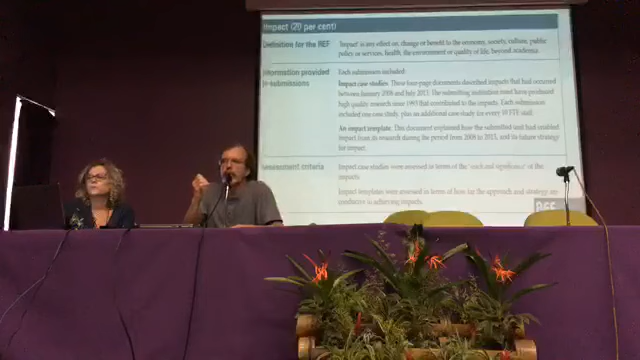 Impact (20 per cent)
Definition for the REF
'Impact' is any effect on, change or benefit to the economy, society, culture, public
policy or services, health, the environment or quality of life, beyond academia.
Information provided
in submissions
Each submission included:
Impact case studies. These four-page documents described impacts that had occurred
between January 2008 and July 2013. The submitting institution must have produced
high quality research since 1993 that contributed to the impacts. Each submission
included one case study, plus an additional case study for every 10 FTE staff.
An impact template. This document explained how the submitted unit had enabled
impact from its research during the period from 2008 to 2013, and its future strategy
for impact.
Assessment criteria
Impact case studies were assessed in terms of the 'reach and significance' of the
impacts.
Impact templates were assessed in terms of how far the approach and strategy are
conducive to achieving impacts.
REF